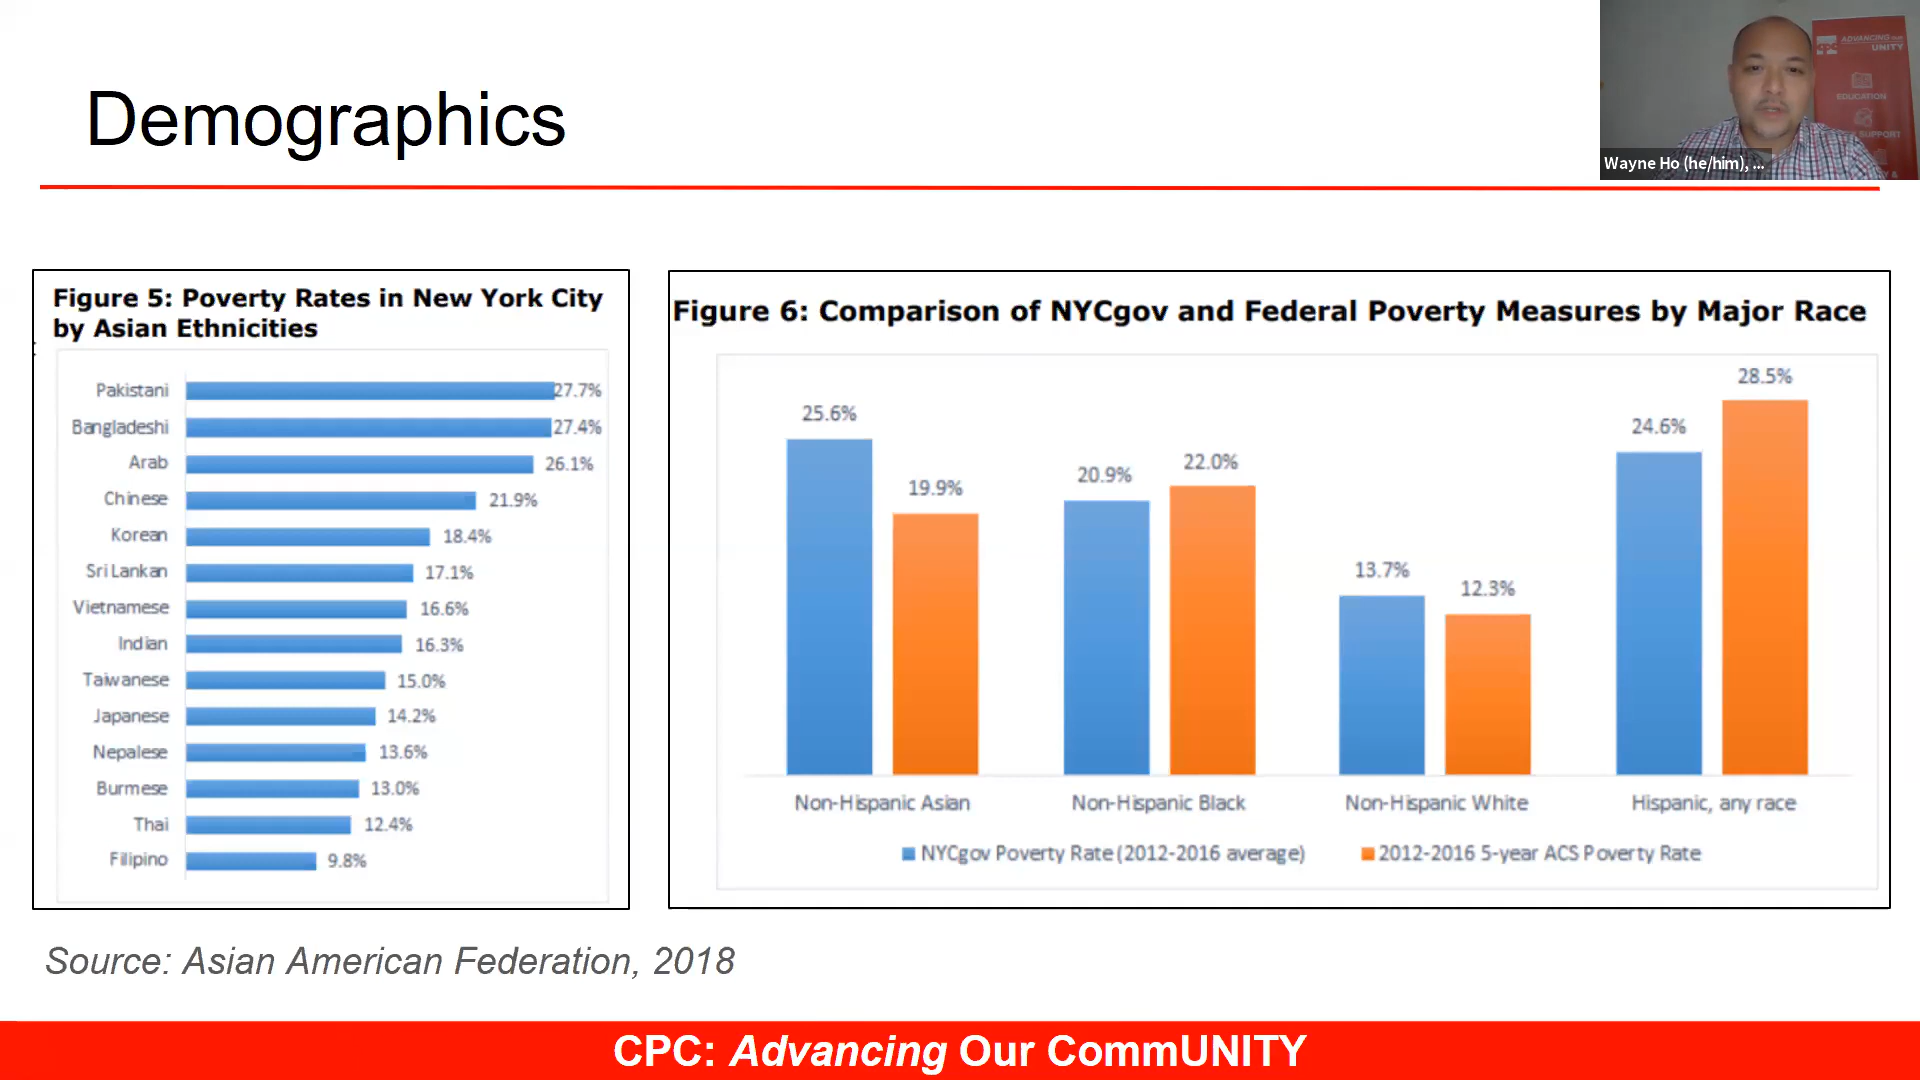 Demographics
ADVANCING OUR
UNITY
cpc
EDUCATION
SUPPORT
Y &
Wayne Ho (he/him), ...
Figure 5: Poverty Rates in New York City
by Asian Ethnicities
Pakistani 27.7%
Bangladeshi 27.4%
Arab 26.1%
Chinese 21.9%
Korean 18.4%
Sri Lankan 17.1%
Vietnamese 16.6%
Indian 16.3%
Taiwanese 15.0%
Japanese 14.2%
Nepalese 13.6%
Burmese 13.0%
Thai 12.4%
Filipino 9.8%
Figure 6: Comparison of NYCgov and Federal Poverty Measures by Major Race
25.6% 19.9% 20.9% 22.0% 13.7% 12.3% 24.6% 28.5%
Non-Hispanic Asian Non-Hispanic Black Non-Hispanic White Hispanic, any race
NYCgov Poverty Rate (2012-2016 average) 2012-2016 5-year ACS Poverty Rate
Source: Asian American Federation, 2018
CPC: Advancing Our CommUNITY